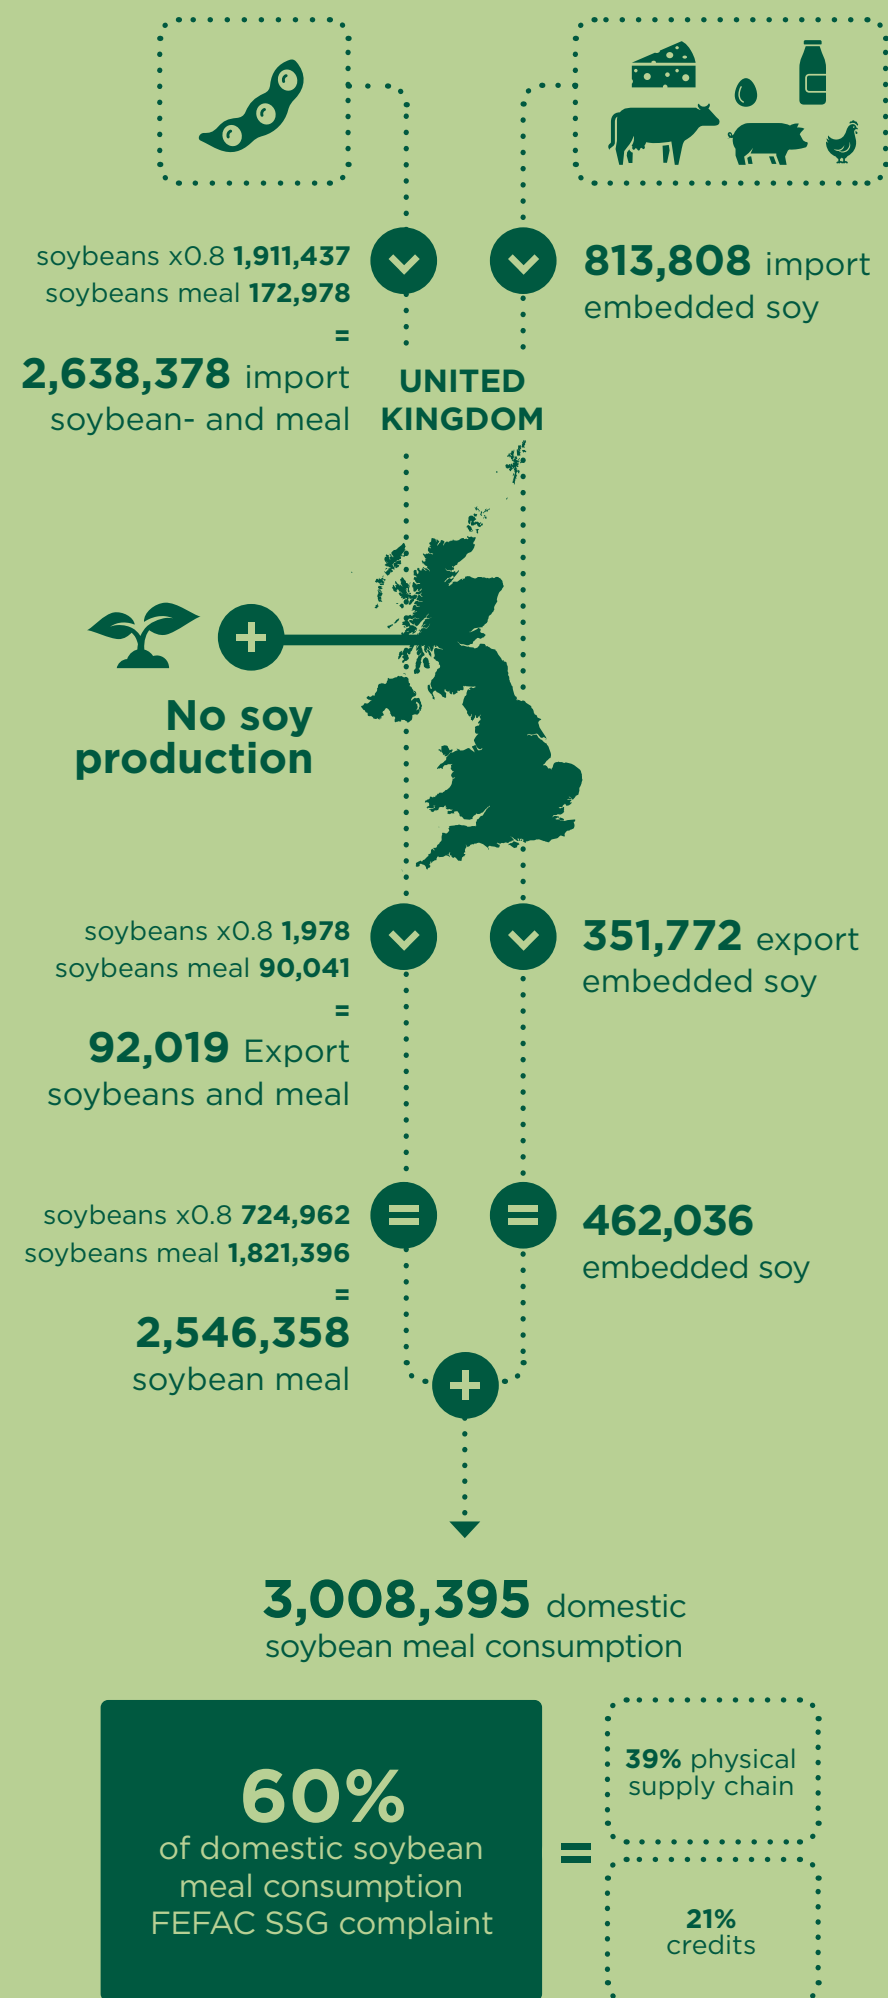 soybeans x0.8 1,911,437
soybeans meal 172,978
=
2,638,378 import
soybean- and meal
813,808 import
embedded soy
UNITED
KINGDOM
+
No soy
production
soybeans x0.8 1,978
soybeans meal 90,041
=
92,019 Export
soybeans and meal
351,772 export
embedded soy
soybeans x0.8 724,962
soybeans meal 1,821,396
=
2,546,358
soybean meal
=
=
462,036
embedded soy
+
3,008,395 domestic
soybean meal consumption
60%
of domestic soybean
meal consumption
FEFAC SSG complaint
=
39% physical
supply chain
21%
credits